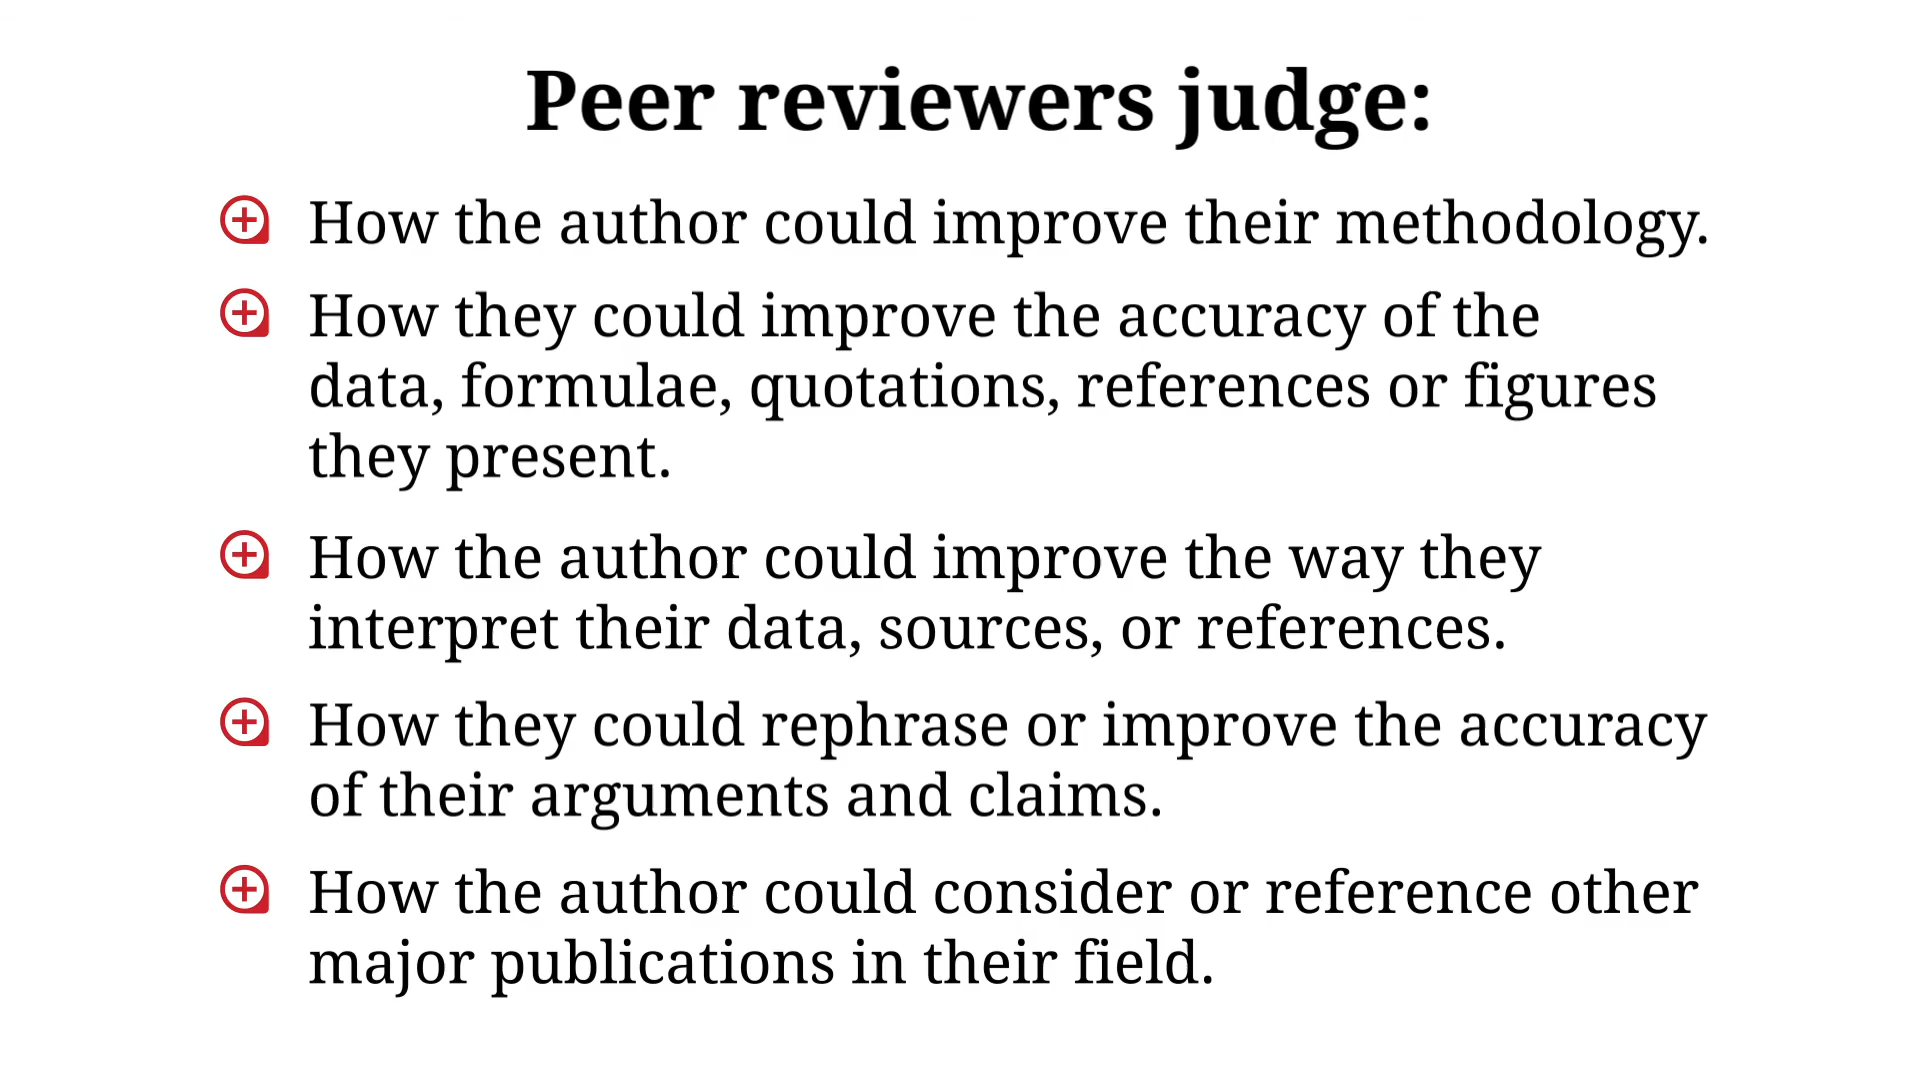 Peer reviewers judge:
How the author could improve their methodology.
How they could improve the accuracy of the
data, formulae, quotations, references or figures
they present.
How the author could improve the way they
interpret their data, sources, or references.
How they could rephrase or improve the accuracy
of their arguments and claims.
How the author could consider or reference other
major publications in their field.